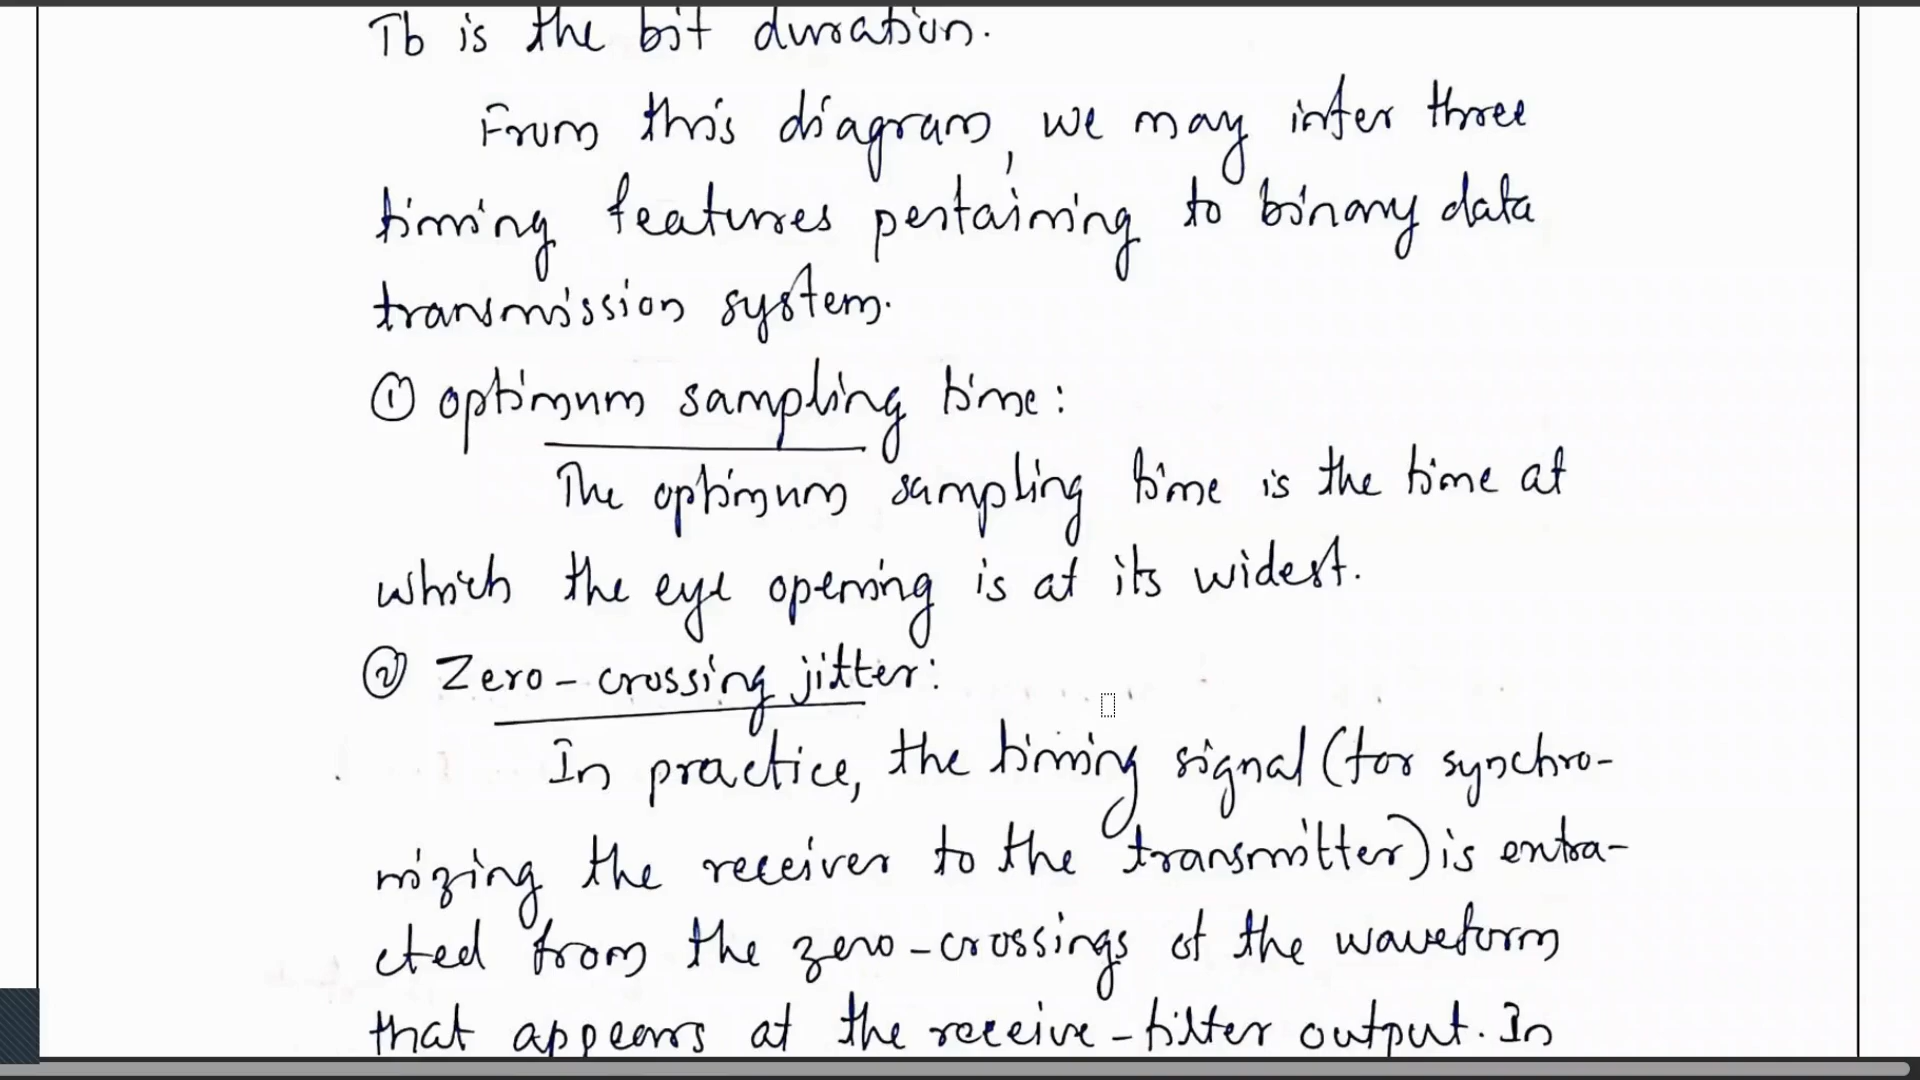 Tb is the bit duration.
From this diagram, we may infer three
timing features pertaining to binary data
transmission system.
① optimum sampling time:
The optimum sampling time is the time at
which the eye opening is at its widest.
② Zero-crossing jitter:
In practice, the timing signal (for synchro-
nizing the receiver to the transmitter) is extra-
cted from the zero-crossings of the waveform
that appears at the receive-filter output. In